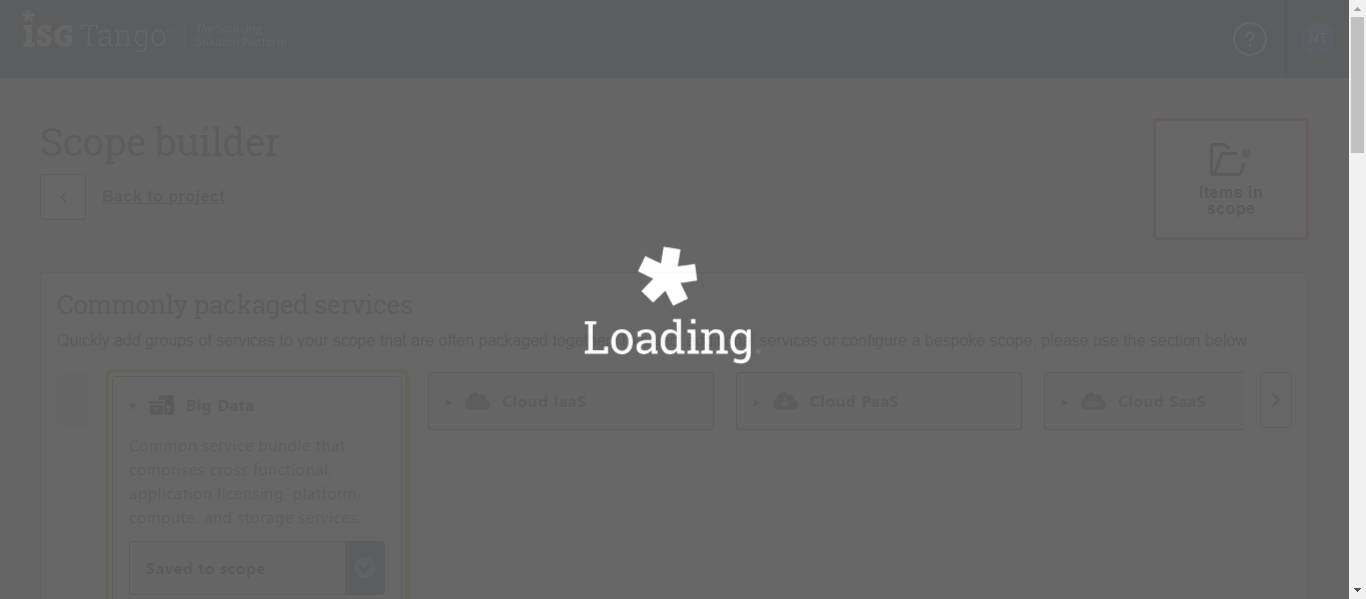 *
ISG Tango The Sourcing
Solution Platform
?
NT
Scope builder
Back to project
Items in
scope
Commonly packaged services
Loading.
Quickly add groups of services to your scope that are often packaged services or configure a bespoke scope, please use the section below
Big Data
Cloud IaaS
Cloud PaaS
Cloud SaaS
Common service bundle that
comprises cross functional,
application licensing, platform,
compute, and storage services.
Saved to scope